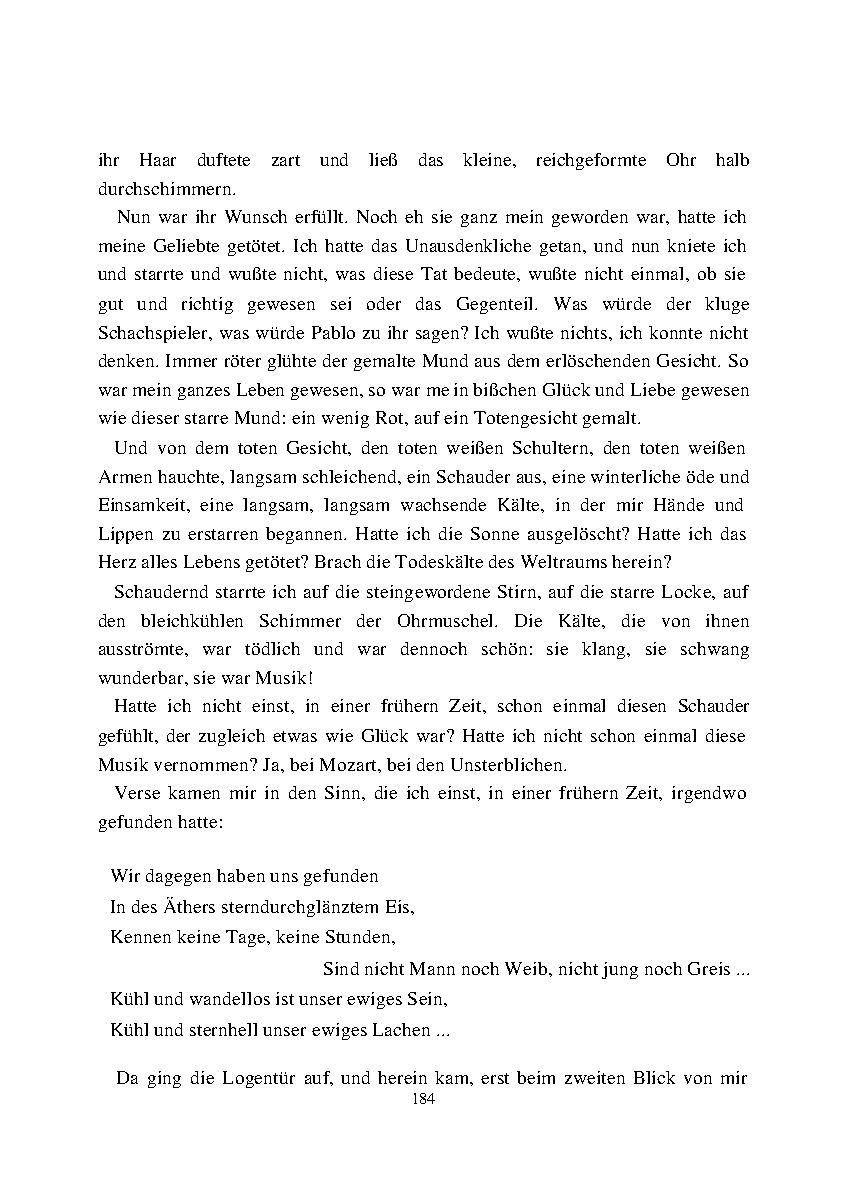 ihr Haar duftete zart und ließ das kleine, reichgeformte Ohr halb
durchschimmern.
Nun war ihr Wunsch erfüllt. Noch eh sie ganz mein geworden war, hatte ich
meine Geliebte getötet. Ich hatte das Unausdenkliche getan, und nun kniete ich
und starrte und wußte nicht, was diese Tat bedeute, wußte nicht einmal, ob sie
gut und richtig gewesen sei oder das Gegenteil. Was würde der kluge
Schachspieler, was würde Pablo zu ihr sagen? Ich wußte nichts, ich konnte nicht
denken. Immer röter glühte der gemalte Mund aus dem erlöschenden Gesicht. So
war mein ganzes Leben gewesen, so war mein bißchen Glück und Liebe gewesen
wie dieser starre Mund: ein wenig Rot, auf ein Totengesicht gemalt.
Und von dem toten Gesicht, den toten weißen Schultern, den toten weißen
Armen hauchte, langsam schleichend, ein Schauder aus, eine winterliche öde und
Einsamkeit, eine langsam, langsam wachsende Kälte, in der mir Hände und
Lippen zu erstarren begannen. Hatte ich die Sonne ausgelöscht? Hatte ich das
Herz alles Lebens getötet? Brach die Todeskälte des Weltraums herein?
Schaudernd starrte ich auf die steingewordene Stirn, auf die starre Locke, auf
den bleichkühlen Schimmer der Ohrmuschel. Die Kälte, die von ihnen
ausströmte, war tödlich und war dennoch schön: sie klang, sie schwang
wunderbar, sie war Musik!
Hatte ich nicht einst, in einer frühern Zeit, schon einmal diesen Schauder
gefühlt, der zugleich etwas wie Glück war? Hatte ich nicht schon einmal diese
Musik vernommen? Ja, bei Mozart, bei den Unsterblichen.
Verse kamen mir in den Sinn, die ich einst, in einer frühern Zeit, irgendwo
gefunden hatte:
Wir dagegen haben uns gefunden
In des Äthers sterndurchglänztem Eis,
Kennen keine Tage, keine Stunden,
Sind nicht Mann noch Weib, nicht jung noch Greis ...
Kühl und wandellos ist unser ewiges Sein,
Kühl und sternhell unser ewiges Lachen ...
Da ging die Logentür auf, und herein kam, erst beim zweiten Blick von mir
184